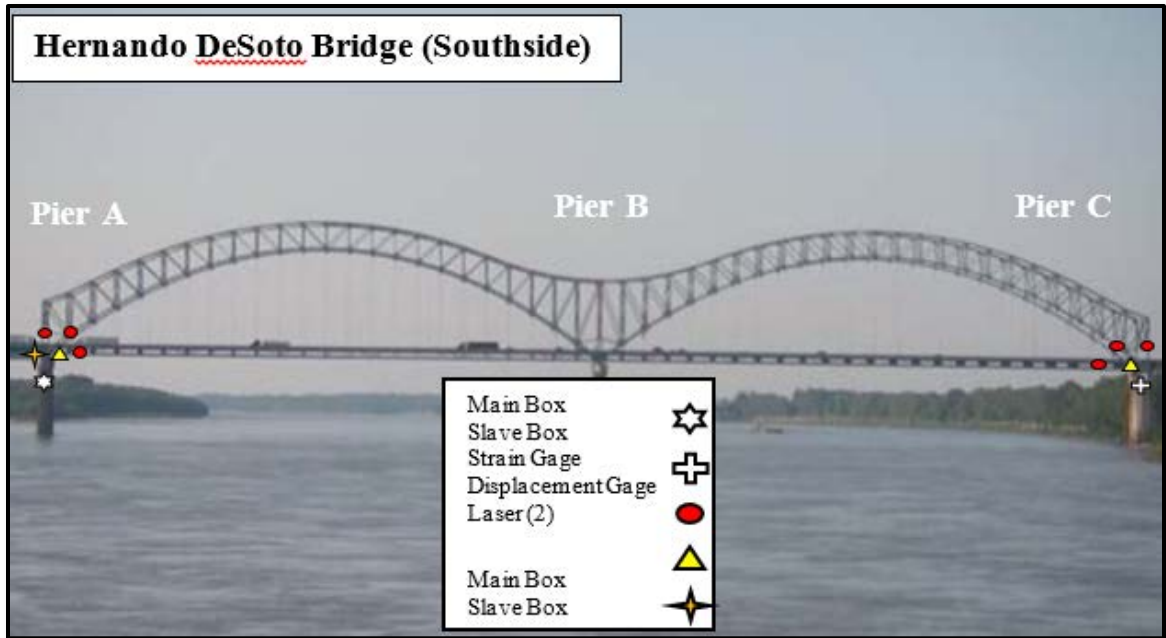 Hernando DeSoto Bridge (Southside)
Pier A
Pier B
Pier C
Main Box
Slave Box
Strain Gage
Displacement Gage
Laser (2)
Main Box
Slave Box